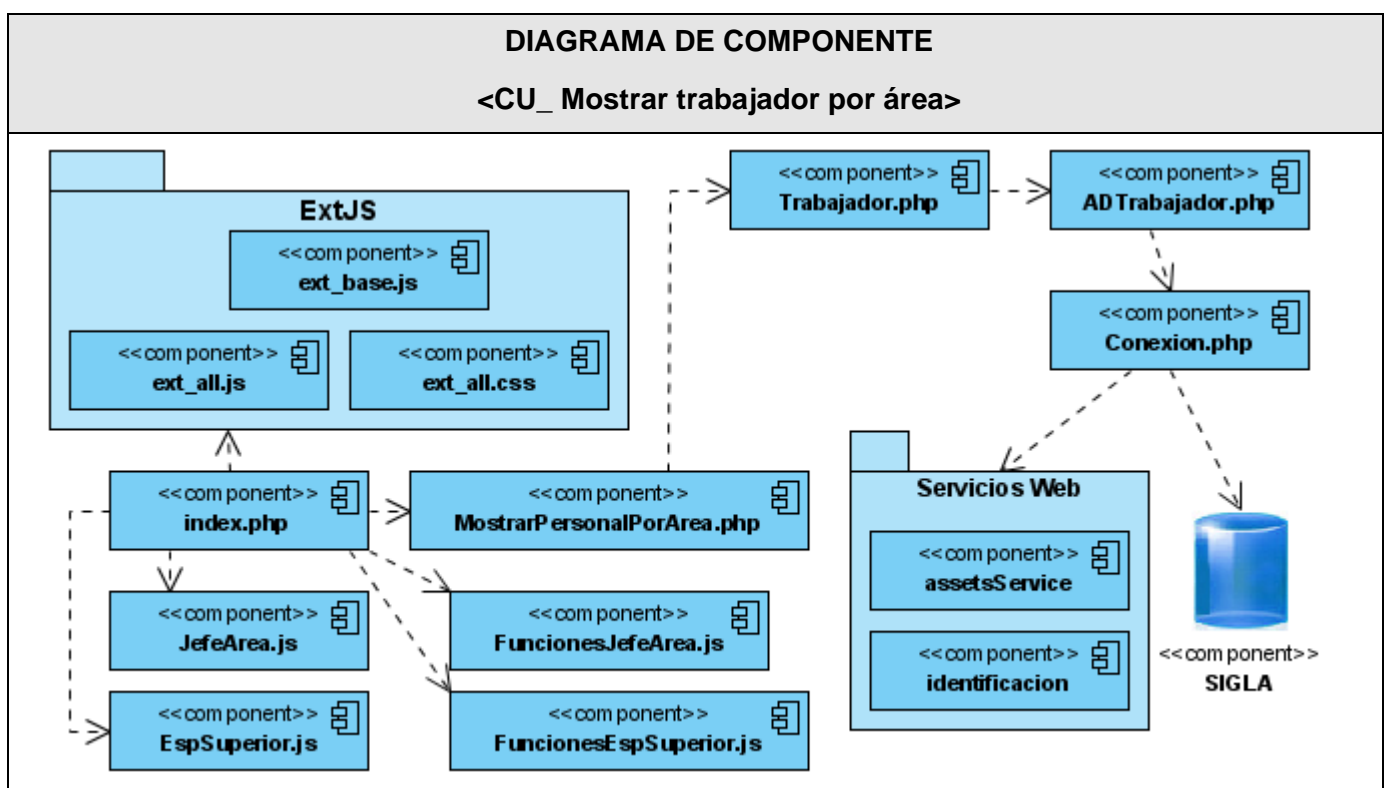 DIAGRAMA DE COMPONENTE
<CU_ Mostrar trabajador por área>
ExtJS
<<component>>
ext_base.js
<<component>>
ext_all.js
<<component>>
ext_all.css
<<component>>
Trabajador.php
<<component>>
ADTrabajador.php
<<component>>
Conexion.php
<<component>>
index.php
<<component>>
MostrarPersonalPorArea.php
<<component>>
JefeArea.js
<<component>>
FuncionesJefeArea.js
<<component>>
EspSuperior.js
<<component>>
FuncionesEspSuperior.js
Servicios Web
<<component>>
assetsService
<<component>>
identificacion
<<component>>
SIGLA